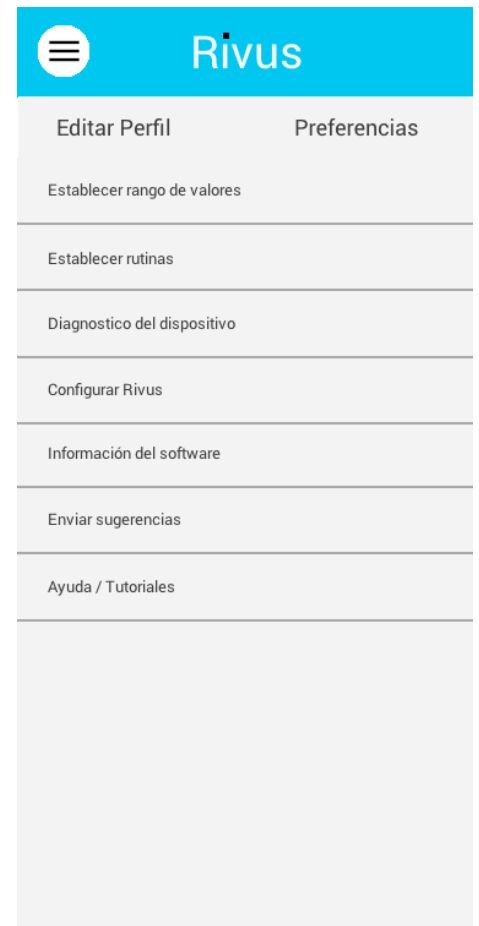 Rivus
Editar Perfil Preferencias
Establecer rango de valores
Establecer rutinas
Diagnostico del dispositivo
Configurar Rivus
Información del software
Enviar sugerencias
Ayuda / Tutoriales